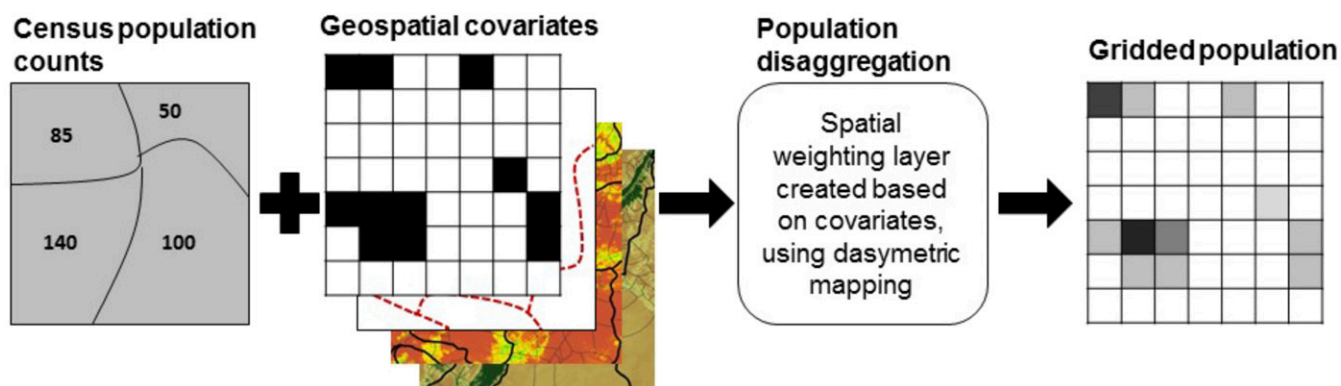 Census population
counts
85
50
140
100
Geospatial covariates
Population
disaggregation
Spatial
weighting layer
created based
on covariates,
using dasymetric
mapping
Gridded population